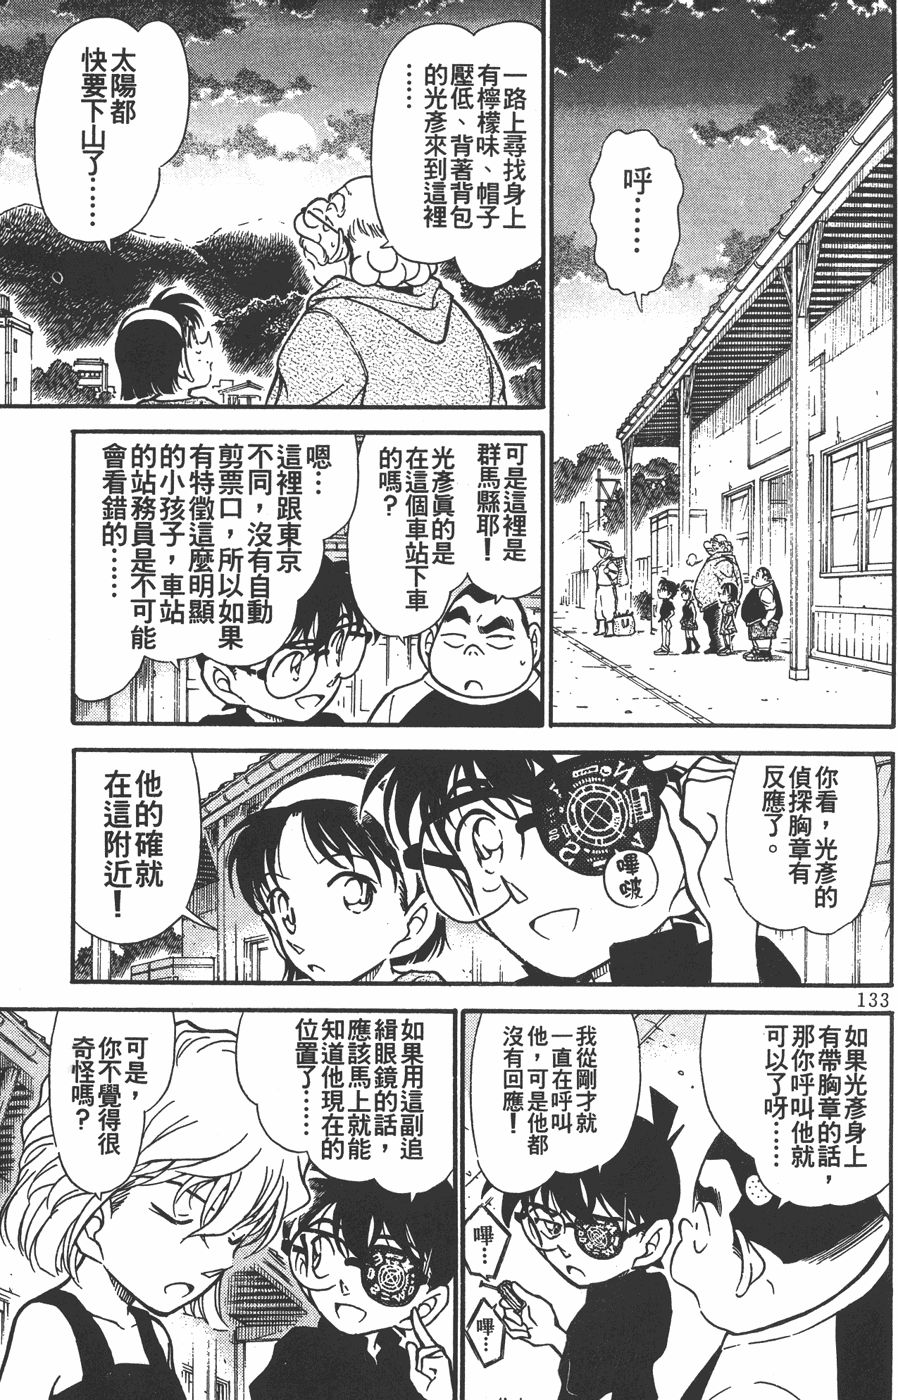 呼……
一路上尋找身上
有檸檬味、帽子
壓低、背著背包
的光彥來到這裡
……
太陽都
快要下山了……
可是這裡是
群馬縣耶！
光彥真的是
在這個車站下車
的嗎？
嗯…
這裡跟東京
不同，沒有自動
剪票口，所以如果
有特徵這麼明顯
的小孩子，車站
的站務員是不可能
會看錯的……
你看，光彥的
偵探胸章有
反應了。
嗶
啵
他的確就
在這附近！
133
如果光彥身上
有帶胸章的話，
那你呼叫他就
可以了呀……
我從剛才就
一直在呼叫
他，可是他都
沒有回應！
嗶…
嗶…
如果用這副追
緝眼鏡的話，
應該馬上就能
知道他現在的
位置了…
可是，
你不覺得很
奇怪嗎？